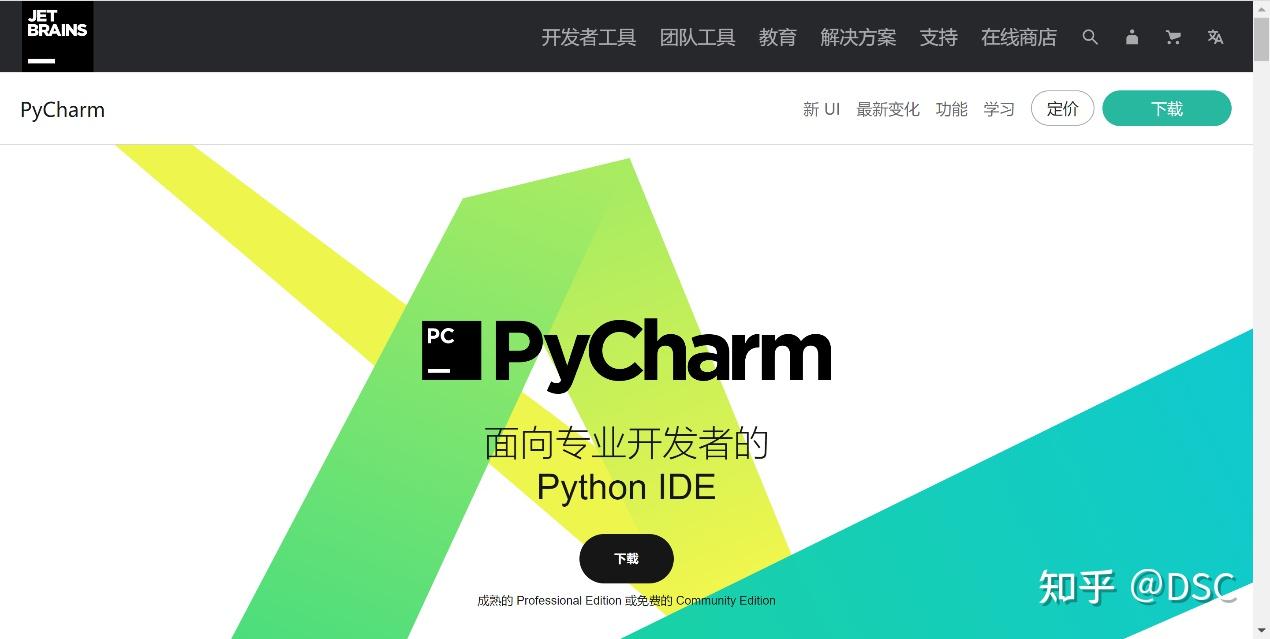 JET
BRAINS
开发者工具 团队工具 教育 解决方案 支持 在线商店
PyCharm
新 UI 最新变化 功能 学习 定价 下载
PC
PyCharm
面向专业开发者的
Python IDE
下载
成熟的 Professional Edition 或免费的 Community Edition
知乎 @DSC